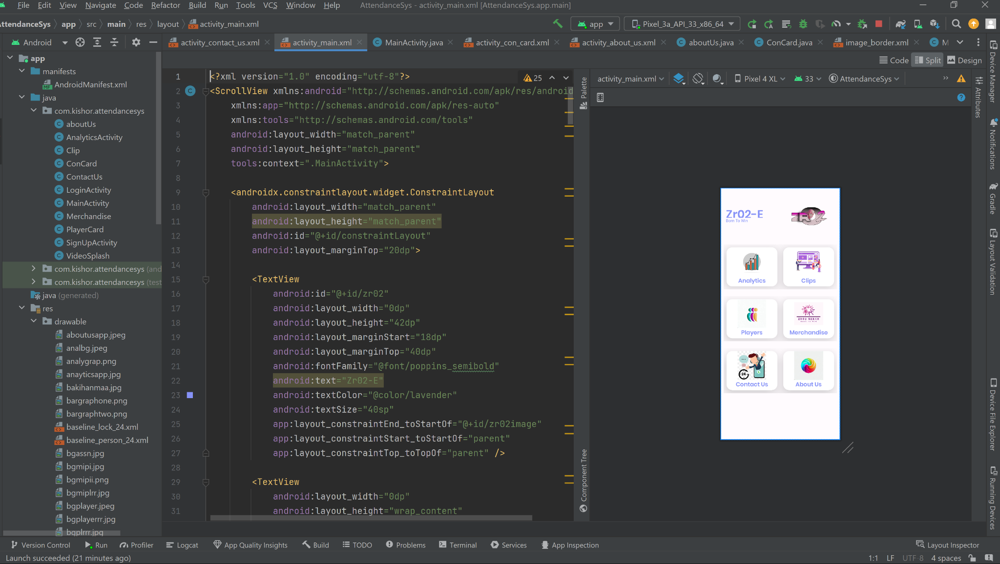 File Edit View Navigate Code Refactor Build Run Tools VCS Window Help AttendanceSys - activity_main.xml [AttendanceSys.app.main]
ttendanceSys app src main res layout activity_main.xml app Pixel_3a_API_33_x86_64
Android activity_contact_us.xml activity_main.xml MainActivity.java activity_con_card.xml activity_about_us.xml aboutUs.java ConCard.java image_border.xml M
Code Split Design
app
manifests
AndroidManifest.xml
java
com.kishor.attendancesys
aboutUs
AnalyticsActivity
Clip
ConCard
ContactUs
LoginActivity
MainActivity
Merchandise
PlayerCard
SignUpActivity
VideoSplash
com.kishor.attendancesys (and
com.kishor.attendancesys (test
java (generated)
res
drawable
aboutusapp.jpeg
analbg.jpeg
analygrap.png
anayticsapp.jpg
bakihanmaa.jpg
bargraphone.png
bargraphtwo.png
baseline_lock_24.xml
baseline_person_24.xml
bgassn.jpg
bgmipi.jpg
bgmipii.png
bgmiplrr.jpg
bgplayer.jpeg
bgplayerrr.jpg
bgplrrr.jpg
1 <?xml version="1.0" encoding="utf-8"?>
2 <ScrollView xmlns:android="http://schemas.android.com/apk/res/android
3 xmlns:app="http://schemas.android.com/apk/res-auto"
4 xmlns:tools="http://schemas.android.com/tools"
5 android:layout_width="match_parent"
6 android:layout_height="match_parent"
7 tools:context=".MainActivity">
8
9 <androidx.constraintlayout.widget.ConstraintLayout
10 android:layout_width="match_parent"
11 android:layout_height="match_parent"
12 android:id="@+id/constraintLayout"
13 android:layout_marginTop="20dp">
14
15 <TextView
16 android:id="@+id/zr02"
17 android:layout_width="0dp"
18 android:layout_height="42dp"
19 android:layout_marginStart="18dp"
20 android:layout_marginTop="40dp"
21 android:fontFamily="@font/poppins_semibold"
22 android:text="Zr02-E"
23 android:textColor="@color/lavender"
24 android:textSize="40sp"
25 app:layout_constraintEnd_toStartOf="@+id/zr02image"
26 app:layout_constraintStart_toStartOf="parent"
27 app:layout_constraintTop_toTopOf="parent" />
28
29 <TextView
30 android:layout_width="0dp"
31 android:layout_height="wrap_content"
25
Palette
Component Tree
activity_main.xml Pixel 4 XL 33 AttendanceSys
Zr02-E
Born To Win
ZR02
Analytics Clips
ZR02 MERCH
BORN TO WIN
Players Merchandise
24
Contact Us About Us
Attributes
Device Manager
Notifications
Gradle
Layout Validation
Device File Explorer
Running Devices
Version Control Run Profiler Logcat App Quality Insights Build TODO Problems Terminal Services App Inspection Layout Inspector
Launch succeeded (21 minutes ago) 1:1 LF UTF-8 4 spaces